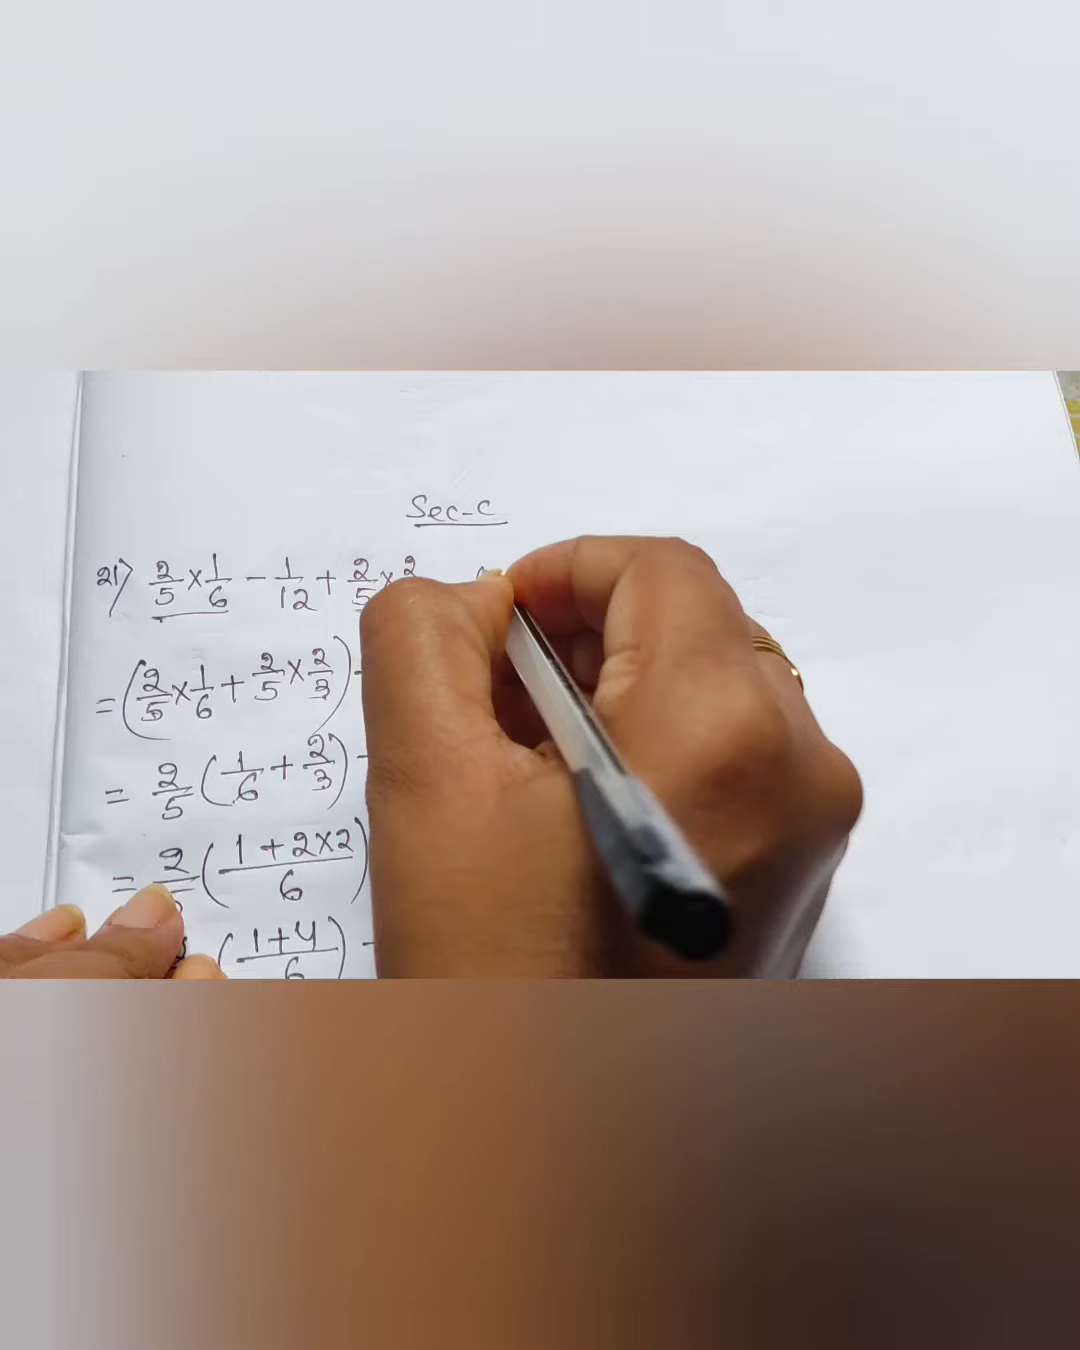 Sec-C
21) 2/5 × 1/6 - 1/12 + 2/5 × 2
= (2/5 × 1/6 + 2/5 × 2/3) -
= 2/5 (1/6 + 2/3) -
= 2/ (1+2×2/6)
(1+4/6) -